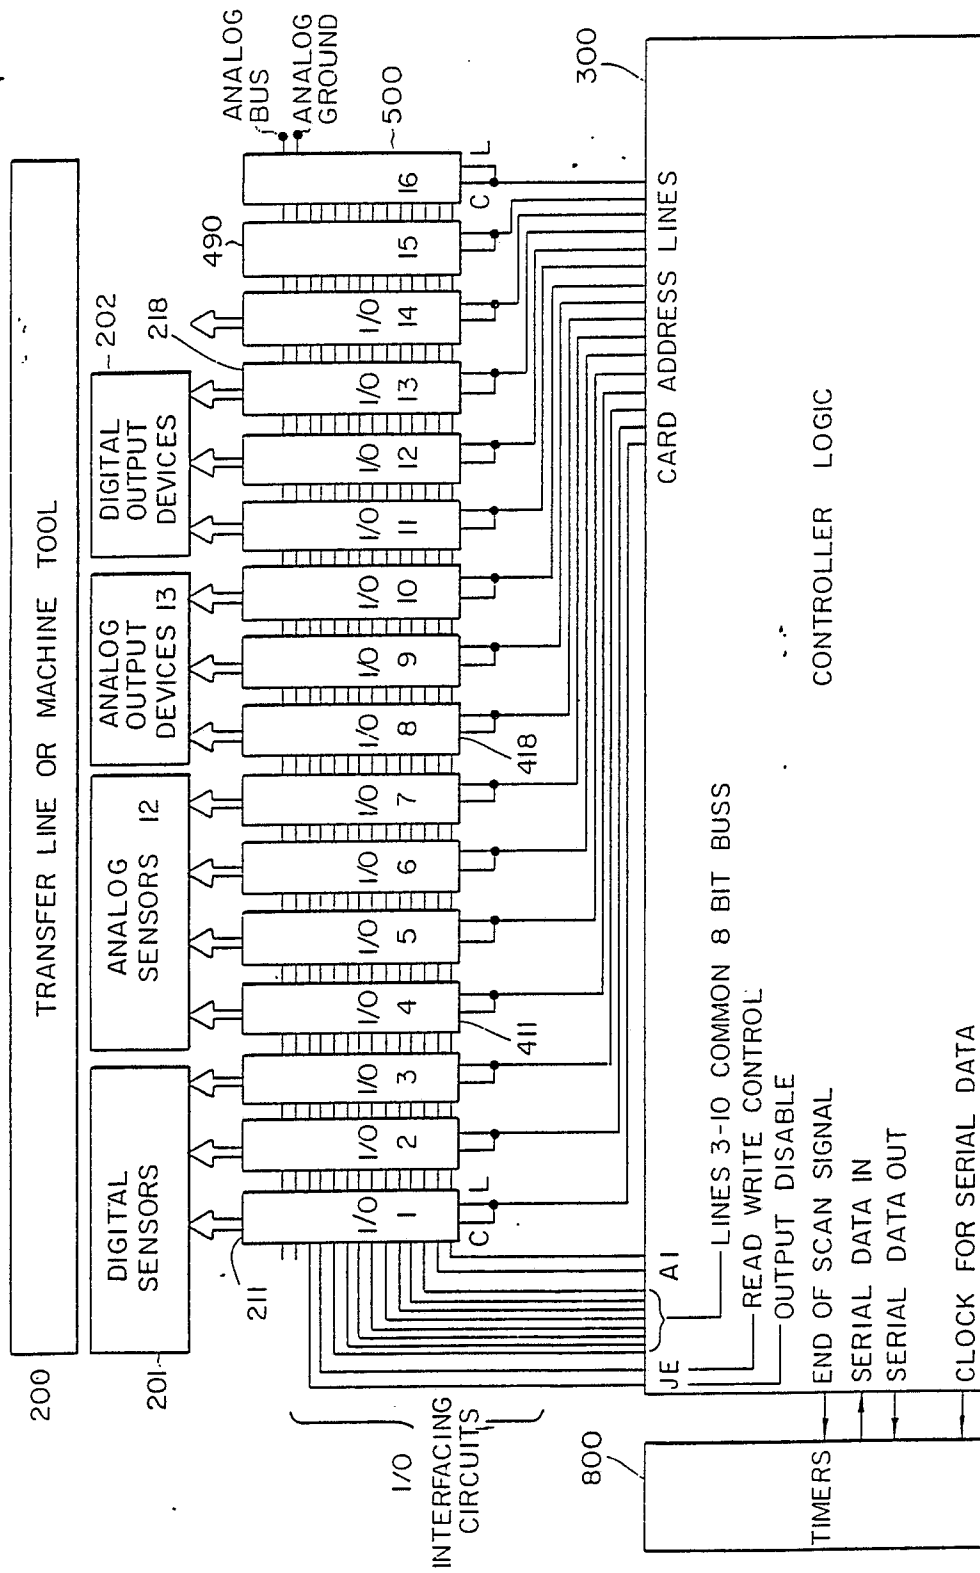 200
TRANSFER LINE OR MACHINE TOOL
201
DIGITAL
SENSORS
ANALOG
SENSORS 12
ANALOG
OUTPUT
DEVICES 13
DIGITAL
OUTPUT
DEVICES
202
218
490
ANALOG
BUS
ANALOG
GROUND
500
211
I/O
1
I/O
2
I/O
3
I/O
4
I/O
5
I/O
6
I/O
7
I/O
8
I/O
9
I/O
10
I/O
11
I/O
12
I/O
13
I/O
14
15
16
C L
411
418
C L
I/O
INTERFACING
CIRCUITS
300
JE
A1
CARD ADDRESS LINES
LINES 3-10 COMMON 8 BIT BUSS
READ WRITE CONTROL
OUTPUT DISABLE
CONTROLLER LOGIC
800
TIMERS
END OF SCAN SIGNAL
SERIAL DATA IN
SERIAL DATA OUT
CLOCK FOR SERIAL DATA